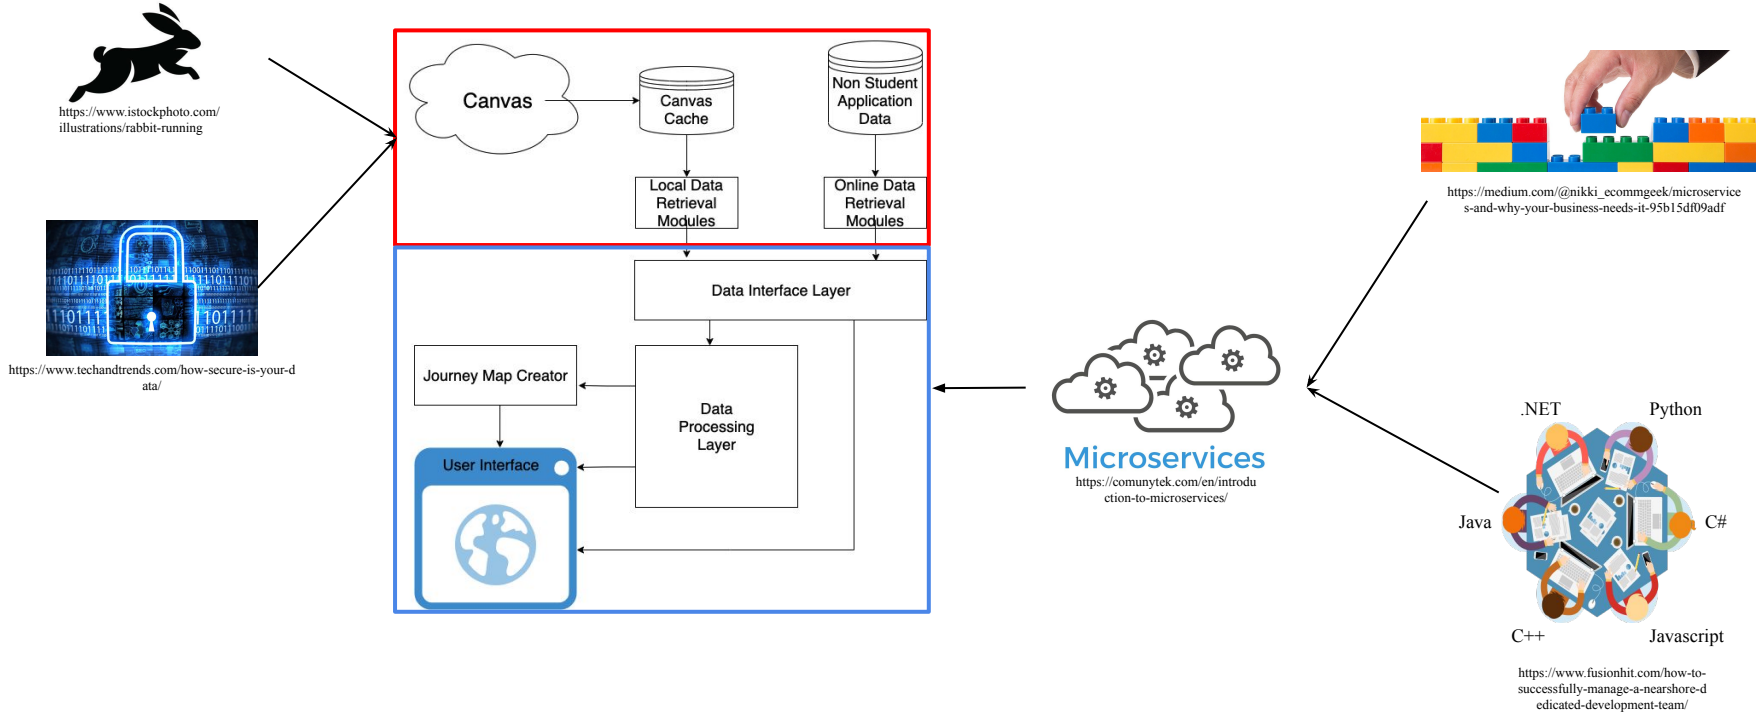 https://www.istockphoto.com/
illustrations/rabbit-running
https://www.techandtrends.com/how-secure-is-your-d
ata/
Canvas
Canvas
Cache
Non Student
Application
Data
Local Data
Retrieval
Modules
Online Data
Retrieval
Modules
Data Interface Layer
Journey Map Creator
Data
Processing
Layer
User Interface
Microservices
https://comunytek.com/en/introdu
ction-to-microservices/
https://medium.com/@nikki_ecommgeek/microservice
s-and-why-your-business-needs-it-95b15df09adf
.NET
Python
Java
C#
C++
Javascript
https://www.fusionhit.com/how-to-
successfully-manage-a-nearshore-d
edicated-development-team/